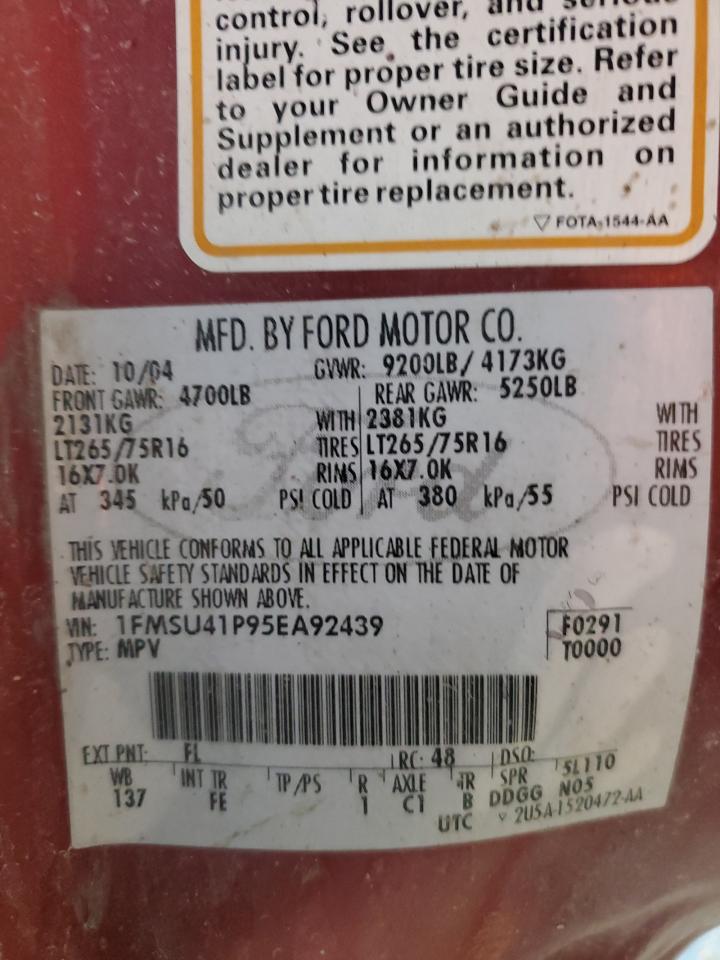 control, rollover, and serious
injury. See the certification
label for proper tire size. Refer
to your Owner Guide and
Supplement or an authorized
dealer for information on
proper tire replacement.
▽ FOTA-1544-AA
MFD. BY FORD MOTOR CO.
DATE: 10/04 GVWR: 9200LB/ 4173KG
FRONT GAWR: 4700LB REAR GAWR: 5250LB
2131KG WITH 2381KG WITH
LT265/75R16 TIRES LT265/75R16 TIRES
16X7.0K RIMS 16X7.0K RIMS
AT 345 kPa/50 PSI COLD AT 380 kPa/55 PSI COLD
Ford
THIS VEHICLE CONFORMS TO ALL APPLICABLE FEDERAL MOTOR
VEHICLE SAFETY STANDARDS IN EFFECT ON THE DATE OF
MANUFACTURE SHOWN ABOVE.
VIN: 1FMSU41P95EA92439 F0291
TYPE: MPV T0000
EXT PNT: FL RC: 48 DSO:
WB INT TR TP/PS R AXLE TR SPR 5L110
137 FE 1 C1 B DDGG N05
UTC ▽ 2U5A-1520472-AA